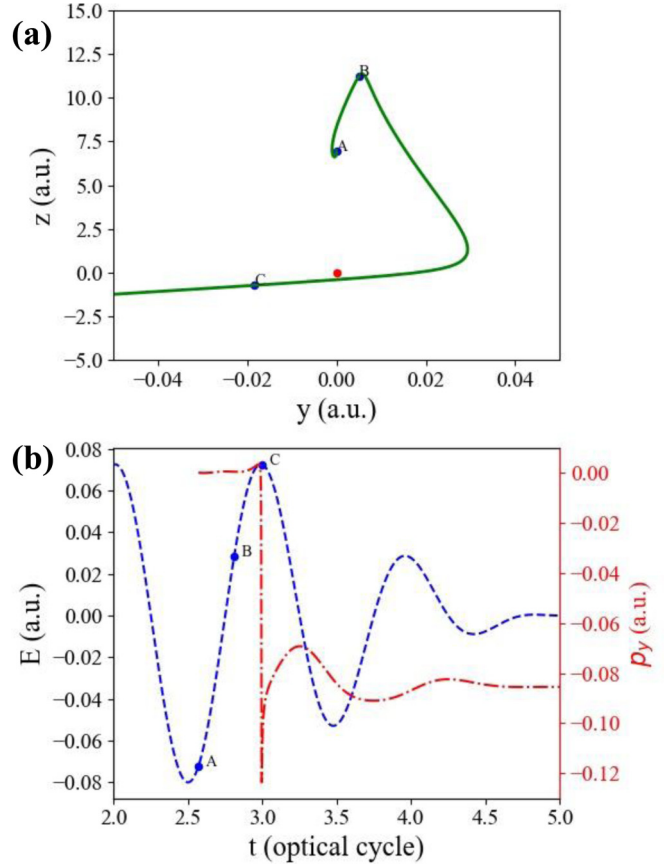 (a)
15.0
12.5
10.0
7.5
5.0
2.5
0.0
−2.5
−5.0
z (a.u.)
B
A
C
−0.04 −0.02 0.00 0.02 0.04
y (a.u.)
(b)
0.08
0.06
0.04
0.02
0.00
−0.02
−0.04
−0.06
−0.08
E (a.u.)
C
B
A
0.00
−0.02
−0.04
−0.06
−0.08
−0.10
−0.12
py (a.u.)
2.0 2.5 3.0 3.5 4.0 4.5 5.0
t (optical cycle)